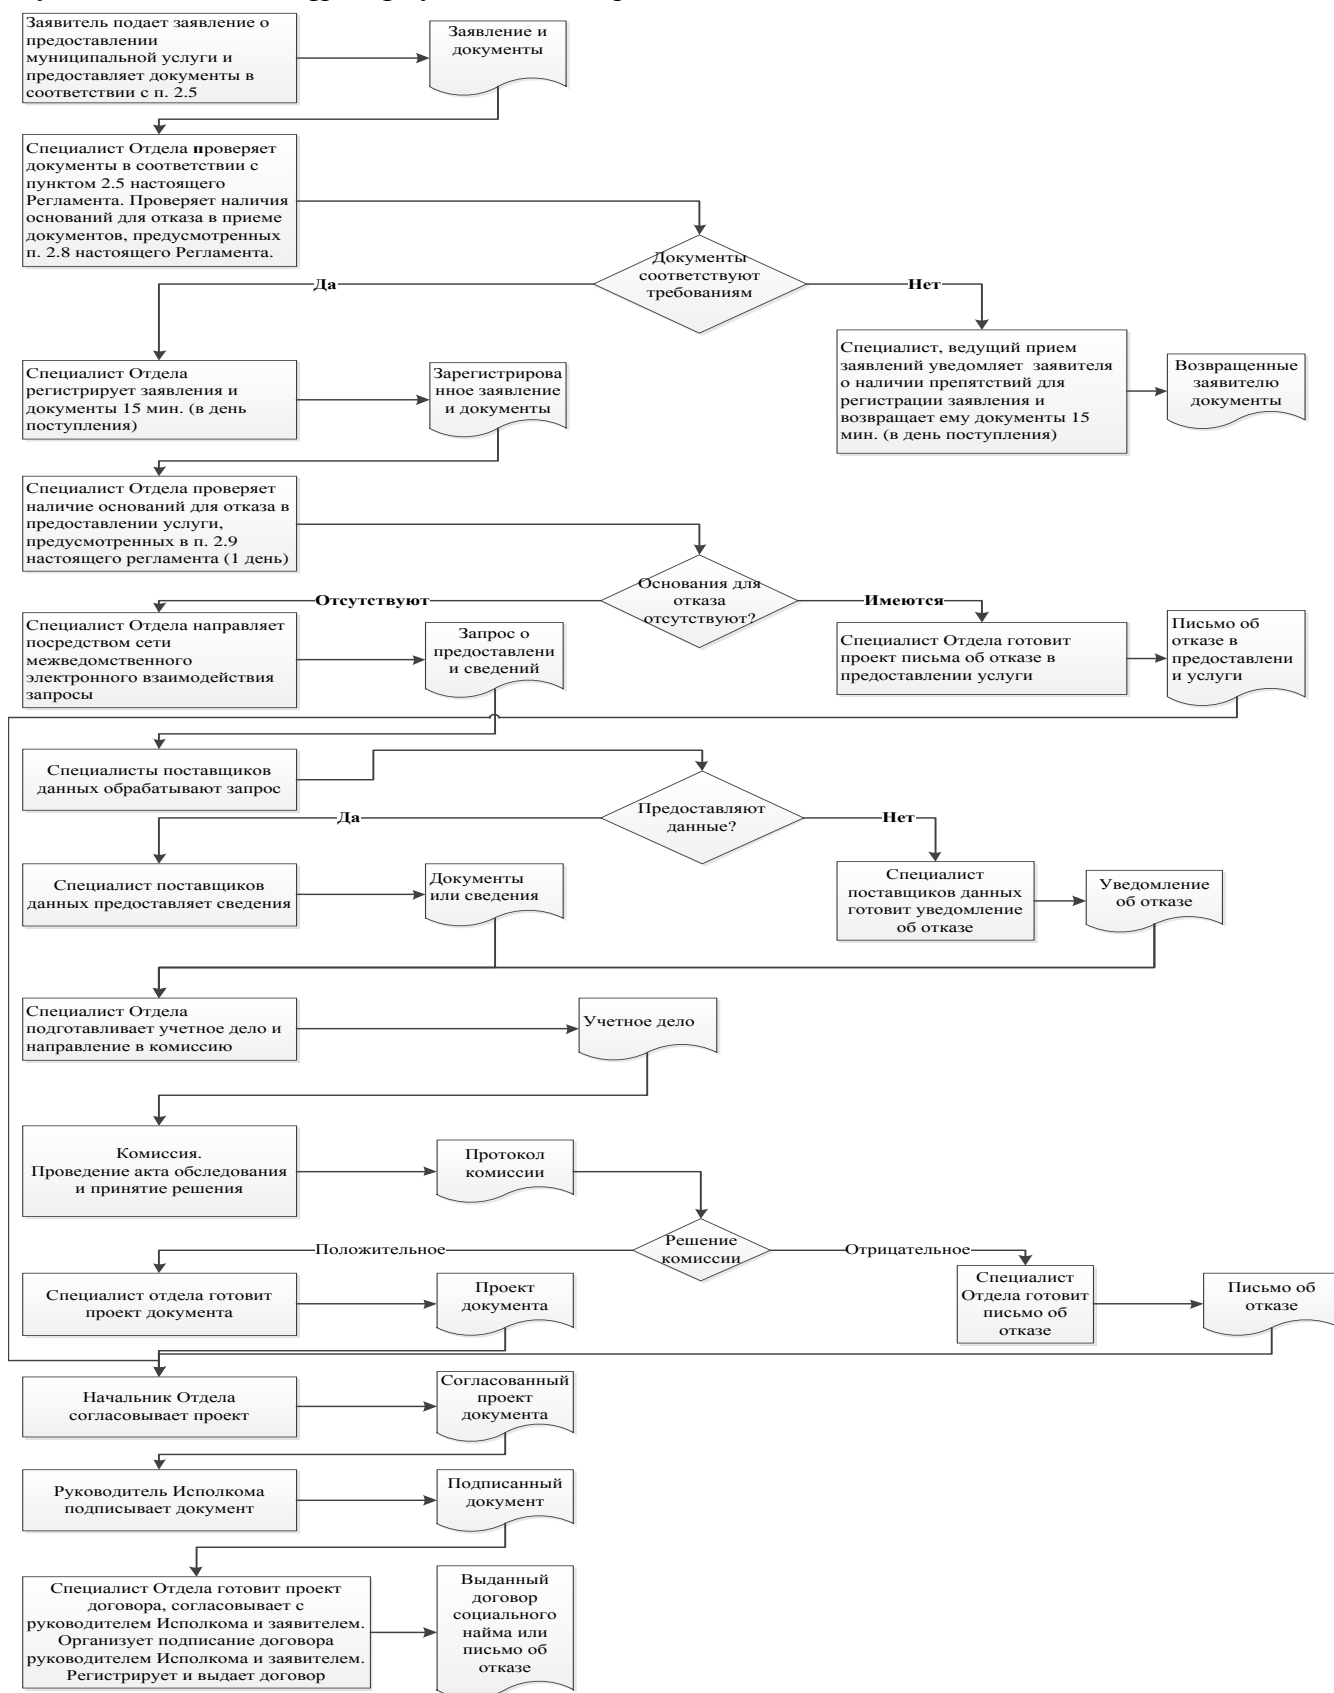 Заявитель подает заявление о
предоставлении
муниципальной услуги и
предоставляет документы в
соответствии с п. 2.5
Заявление и
документы
Специалист Отдела проверяет
документы в соответствии с
пунктом 2.5 настоящего
Регламента. Проверяет наличия
оснований для отказа в приеме
документов, предусмотренных
п. 2.8 настоящего Регламента.
Документы
соответствуют
требованиям
Да
Нет
Специалист Отдела
регистрирует заявления и
документы 15 мин. (в день
поступления)
Зарегистрирова
нное заявление
и документы
Специалист, ведущий прием
заявлений уведомляет заявителя
о наличии препятствий для
регистрации заявления и
возвращает ему документы 15
мин. (в день поступления)
Возвращенные
заявителю
документы
Специалист Отдела проверяет
наличие оснований для отказа в
предоставлении услуги,
предусмотренных в п. 2.9
настоящего регламента (1 день)
Основания для
отказа
отсутствуют?
Отсутствуют
Имеются
Специалист Отдела направляет
посредством сети
межведомственного
электронного взаимодействия
запросы
Запрос о
предоставлени
и сведений
Специалист Отдела готовит
проект письма об отказе в
предоставлении услуги
Письмо об
отказе в
предоставлени
и услуги
Специалисты поставщиков
данных обрабатывают запрос
Предоставляют
данные?
Да
Нет
Специалист поставщиков
данных предоставляет сведения
Документы
или сведения
Специалист
поставщиков данных
готовит уведомление
об отказе
Уведомление
об отказе
Специалист Отдела
подготавливает учетное дело и
направление в комиссию
Учетное дело
Комиссия.
Проведение акта обследования
и принятие решения
Протокол
комиссии
Решение
комиссии
Положительное
Отрицательное
Специалист отдела готовит
проект документа
Проект
документа
Специалист
Отдела готовит
письмо об
отказе
Письмо об
отказе
Начальник Отдела
согласовывает проект
Согласованный
проект
документа
Руководитель Исполкома
подписывает документ
Подписанный
документ
Специалист Отдела готовит проект
договора, согласовывает с
руководителем Исполкома и заявителем.
Организует подписание договора
руководителем Исполкома и заявителем.
Регистрирует и выдает договор
Выданный
договор
социального
найма или
письмо об
отказе